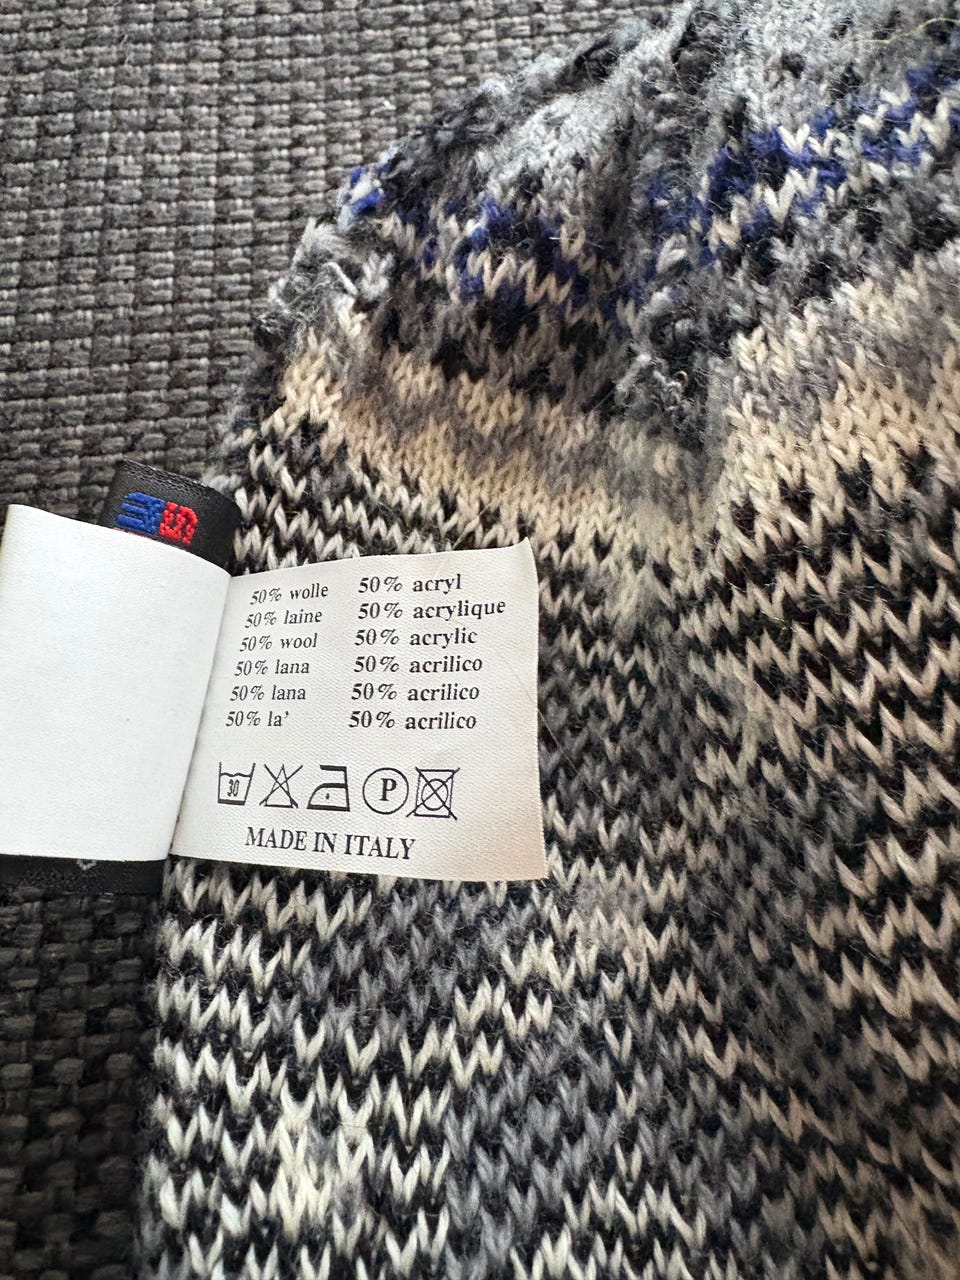 50% wolle 50% acryl
50% laine 50% acrylique
50% wool 50% acrylic
50% lana 50% acrilico
50% lana 50% acrilico
50% la' 50% acrilico
30 P
MADE IN ITALY